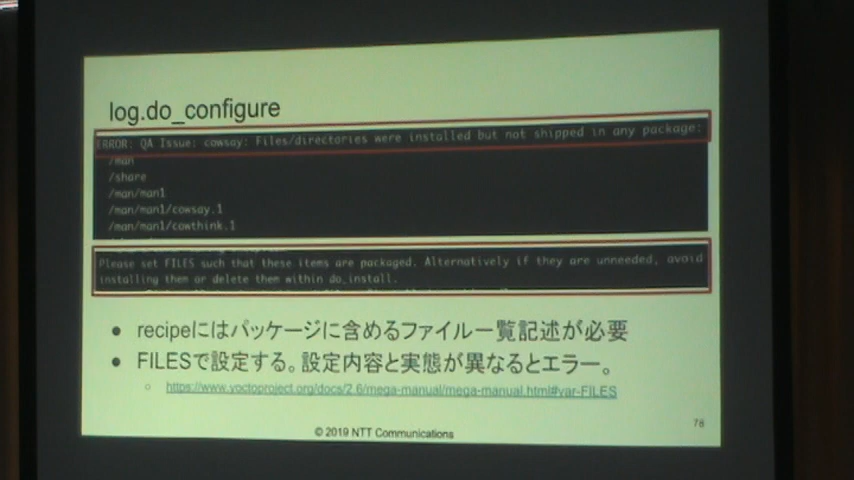 log.do_configure
ERROR: QA Issue: cowsay: Files/directories were installed but not shipped in any package:
/man
/share
/man/man1
/man/man1/cowsay.1
/man/man1/cowthink.1
Please set FILES such that these items are packaged. Alternatively if they are unneeded, avoid
installing them or delete them within do_install.
● recipeにはパッケージに含めるファイル一覧記述が必要
● FILESで設定する。設定内容と実態が異なるとエラー。
○ https://www.yoctoproject.org/docs/2.6/mega-manual/mega-manual.html#var-FILES
© 2019 NTT Communications
78